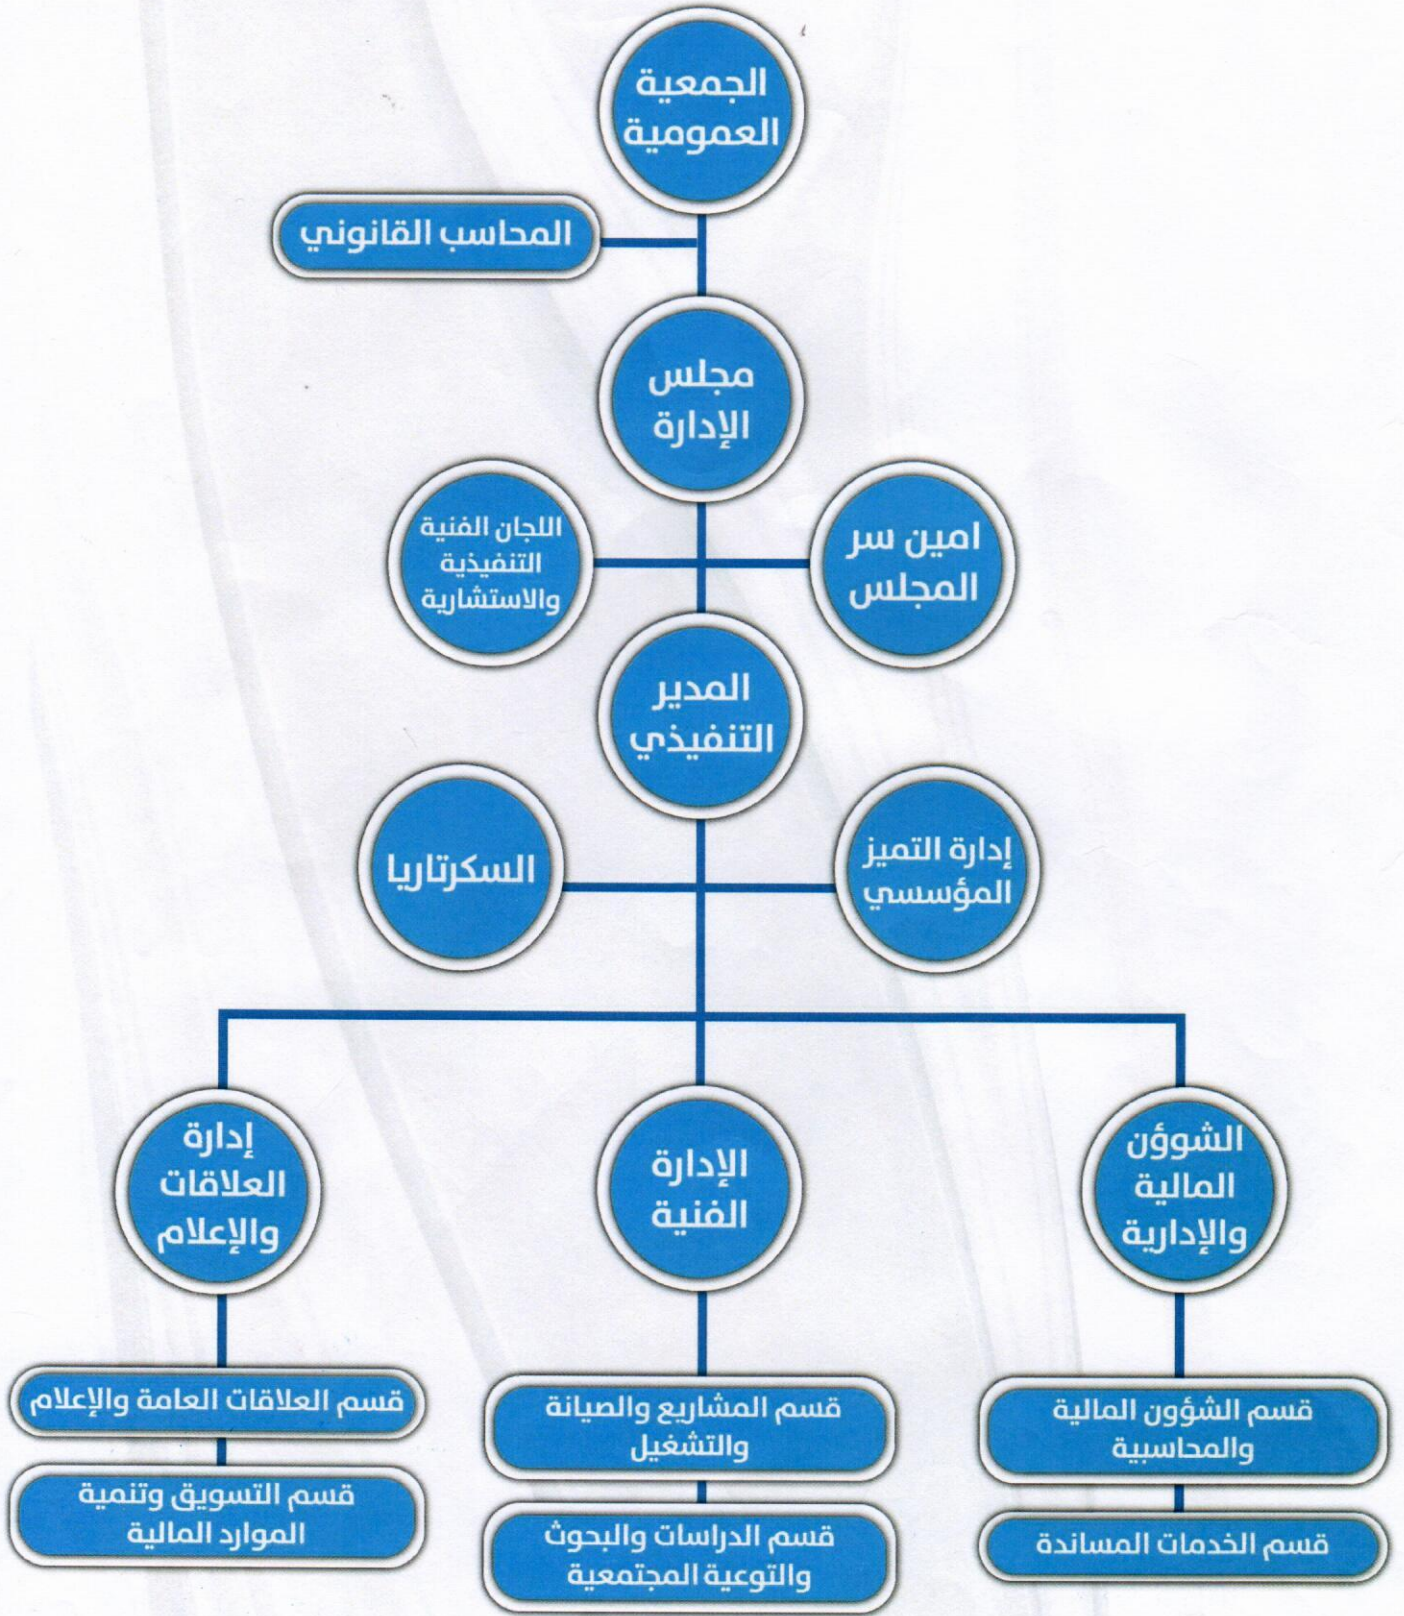 الجمعية
العمومية
المحاسب القانوني
مجلس
الإدارة
امين سر
المجلس
اللجان الفنية
التنفيذية
والاستشارية
المدير
التنفيذي
إدارة التميز
المؤسسي
السكرتاريا
الشوؤن
المالية
والإدارية
الإدارة
الفنية
إدارة
العلاقات
والإعلام
قسم الشؤون المالية
والمحاسبية
قسم الخدمات المساندة
قسم المشاريع والصيانة
والتشغيل
قسم الدراسات والبحوث
والتوعية المجتمعية
قسم العلاقات العامة والإعلام
قسم التسويق وتنمية
الموارد المالية